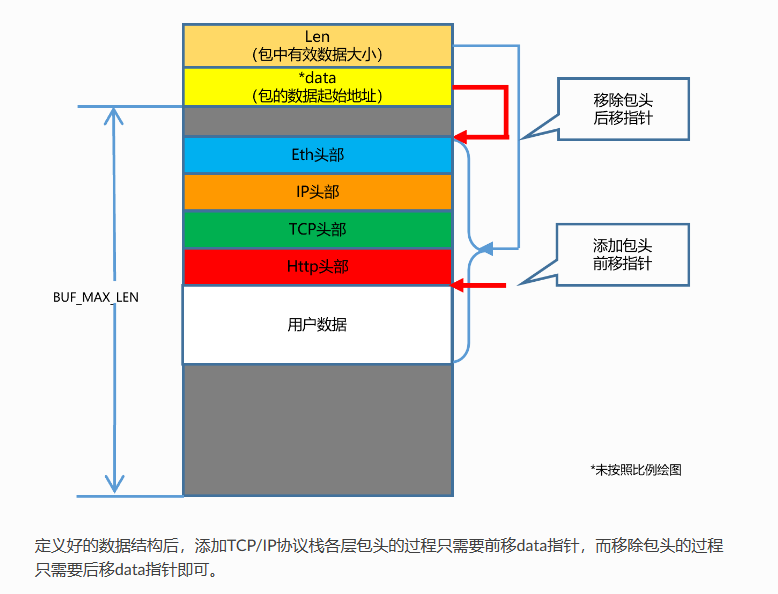 Len
(包中有效数据大小)
*data
(包的数据起始地址)
移除包头
后移指针
Eth头部
IP头部
TCP头部
添加包头
前移指针
Http头部
BUF_MAX_LEN
用户数据
*未按照比例绘图
定义好的数据结构后，添加TCP/IP协议栈各层包头的过程只需要前移data指针，而移除包头的过程
只需要后移data指针即可。